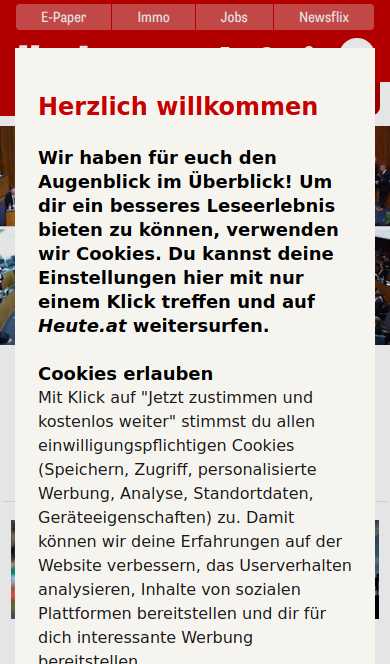 E-Paper
Immo
Jobs
Newsflix
Herzlich willkommen
Wir haben für euch den
Augenblick im Überblick! Um
dir ein besseres Leseerlebnis
bieten zu können, verwenden
wir Cookies. Du kannst deine
Einstellungen hier mit nur
einem Klick treffen und auf
Heute.at weitersurfen.
Cookies erlauben
Mit Klick auf "Jetzt zustimmen und
kostenlos weiter" stimmst du allen
einwilligungspflichtigen Cookies
(Speichern, Zugriff, personalisierte
Werbung, Analyse, Standortdaten,
Geräteeigenschaften) zu. Damit
können wir deine Erfahrungen auf der
Website verbessern, das Userverhalten
analysieren, Inhalte von sozialen
Plattformen bereitstellen und dir für
dich interessante Werbung
bereitstellen